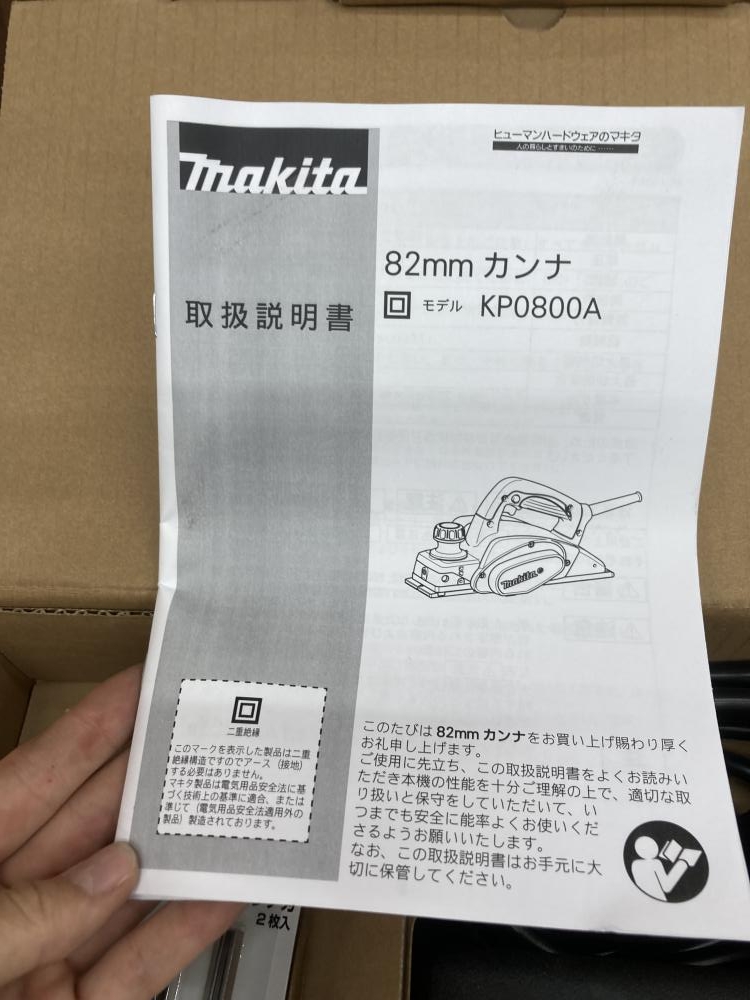 makita
ヒューマンハードウェアのマキタ
人の暮らしとすまいのために……
82mm カンナ
モデル KP0800A
取扱説明書
makita
二重絶縁
このマークを表示した製品は二重
絶縁構造ですのでアース（接地）
する必要はありません。
マキタ製品は電気用品安全法に基
づく技術上の基準に適合、または
準じて（電気用品安全法適用外の
製品）製造されております。
このたびは 82mm カンナをお買い上げ賜わり厚く
お礼申し上げます。
ご使用に先立ち、この取扱説明書をよくお読みい
ただき本機の性能を十分ご理解の上で、適切な取
り扱いと保守をしていただいて、い
つまでも安全に能率よくお使いくだ
さるようお願いいたします。
なお、この取扱説明書はお手元に大
切に保管してください。
2枚入